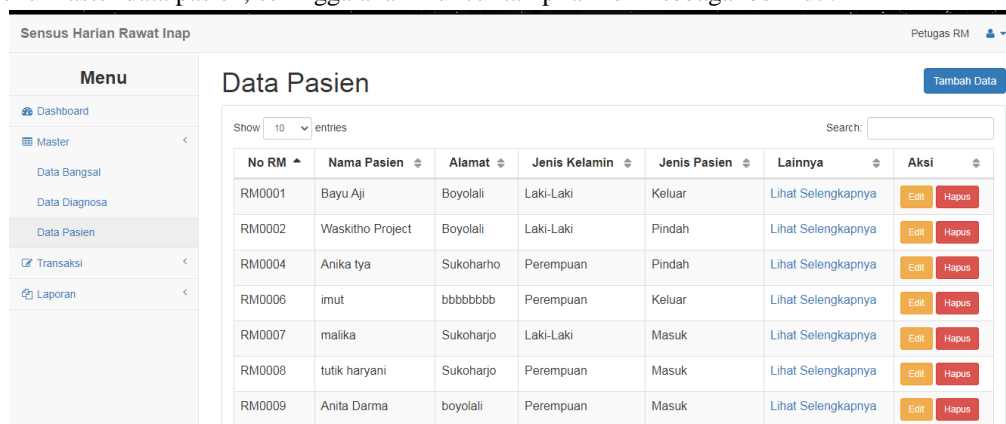 Sensus Harian Rawat Inap
Petugas RM
Menu
Dashboard
Master
Data Bangsal
Data Diagnosa
Data Pasien
Transaksi
Laporan
Data Pasien
Tambah Data
Show 10 entries
Search:
No RM Nama Pasien Alamat Jenis Kelamin Jenis Pasien Lainnya Aksi
RM0001 Bayu Aji Boyolali Laki-Laki Keluar Lihat Selengkapnya Edit Hapus
RM0002 Waskitho Project Boyolali Laki-Laki Pindah Lihat Selengkapnya Edit Hapus
RM0004 Anika tya Sukoharho Perempuan Pindah Lihat Selengkapnya Edit Hapus
RM0006 imut bbbbbbbb Perempuan Keluar Lihat Selengkapnya Edit Hapus
RM0007 malika Sukoharjo Laki-Laki Masuk Lihat Selengkapnya Edit Hapus
RM0008 tutik haryani Sukoharjo Perempuan Masuk Lihat Selengkapnya Edit Hapus
RM0009 Anita Darma boyolali Perempuan Masuk Lihat Selengkapnya Edit Hapus